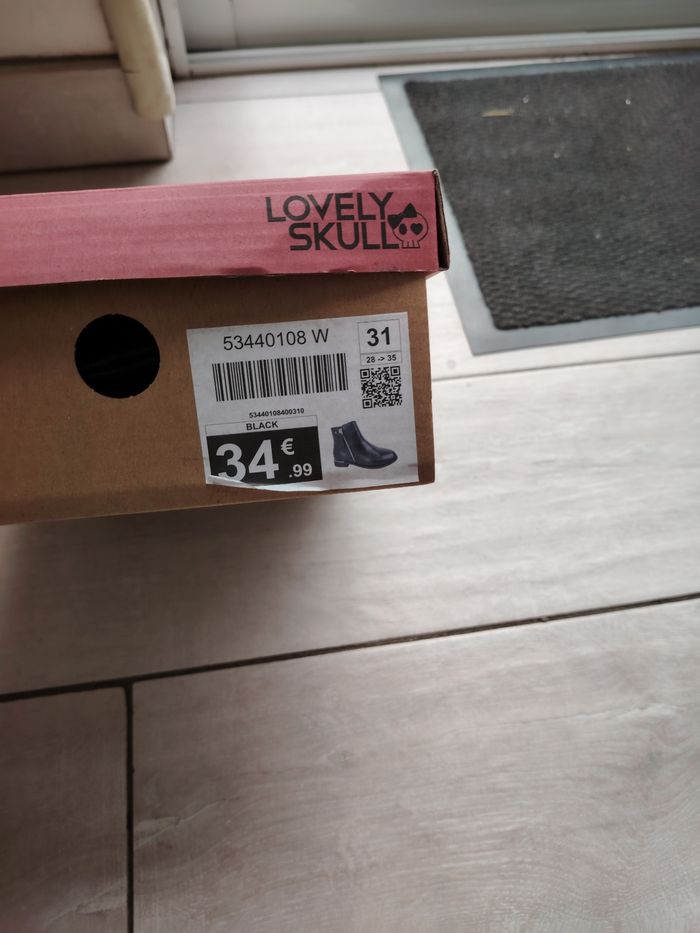 LOVELY
SKULL
53440108 W
31
28 -> 35
53440108400310
BLACK
34€.99